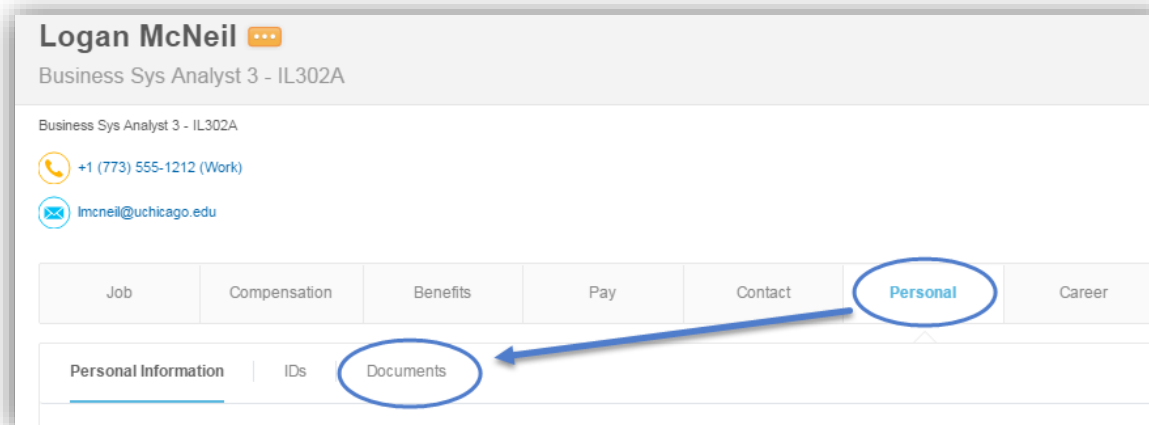 Logan McNeil
Business Sys Analyst 3 - IL302A
Business Sys Analyst 3 - IL302A
+1 (773) 555-1212 (Work)
lmcneil@uchicago.edu
Job Compensation Benefits Pay Contact Personal Career
Personal Information IDs Documents